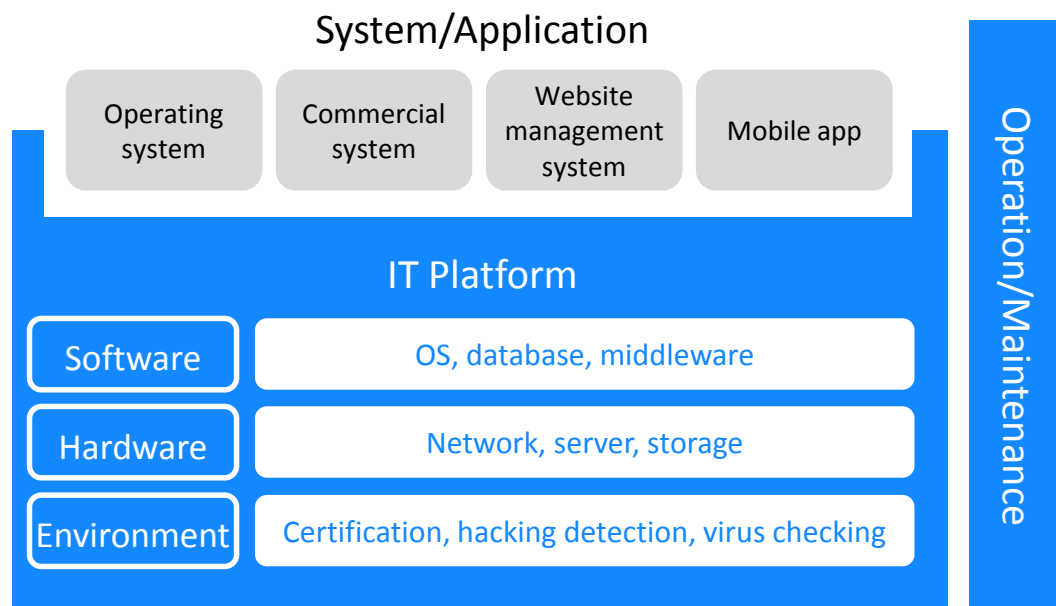 System/Application
Operating
system
Commercial
system
Website
management
system
Mobile app
IT Platform
Software
OS, database, middleware
Hardware
Network, server, storage
Environment
Certification, hacking detection, virus checking
Operation/Maintenance